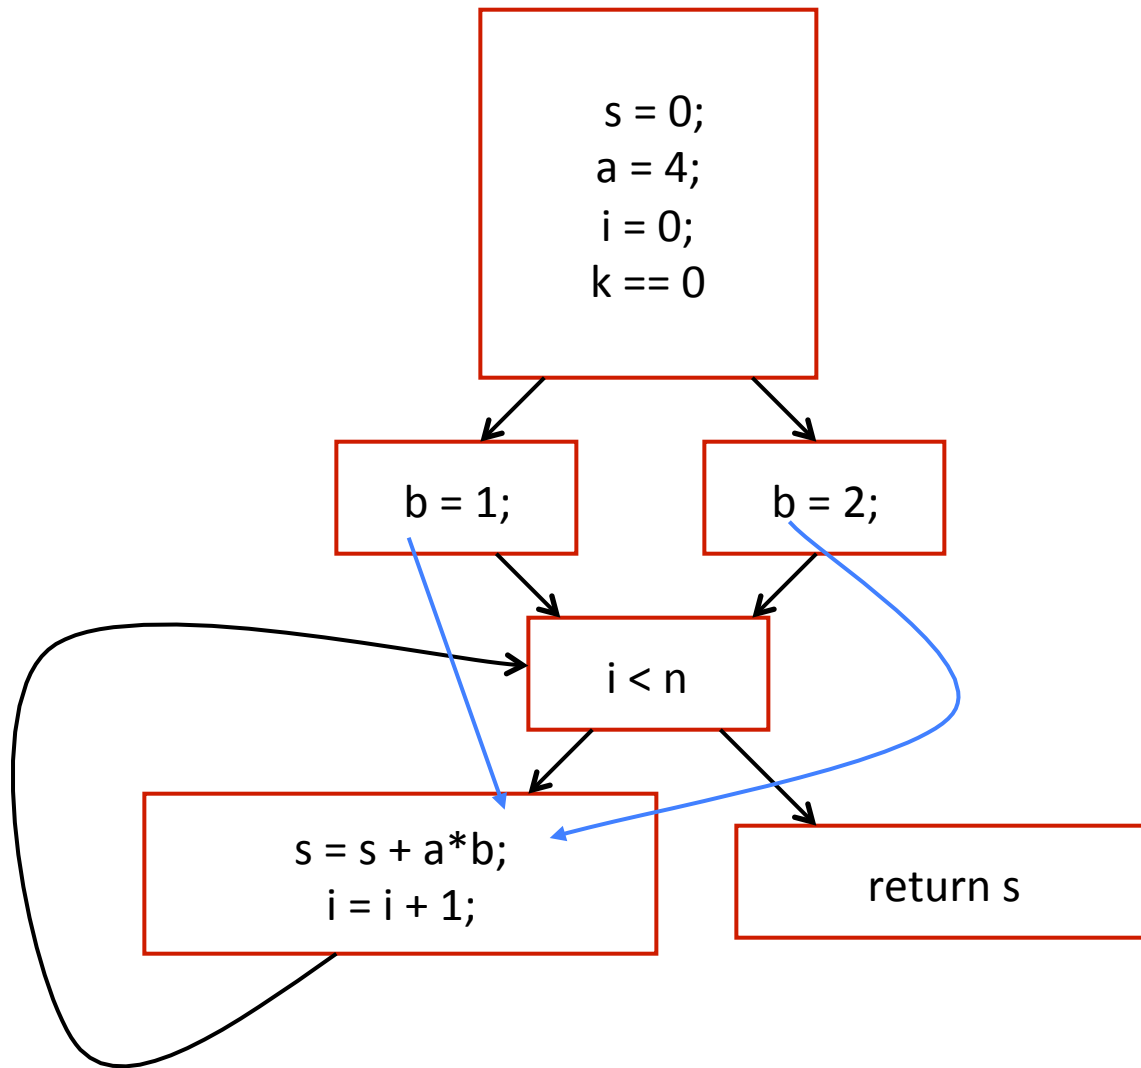 s = 0;
a = 4;
i = 0;
k == 0
b = 1;
b = 2;
i < n
s = s + a*b;
i = i + 1;
return s